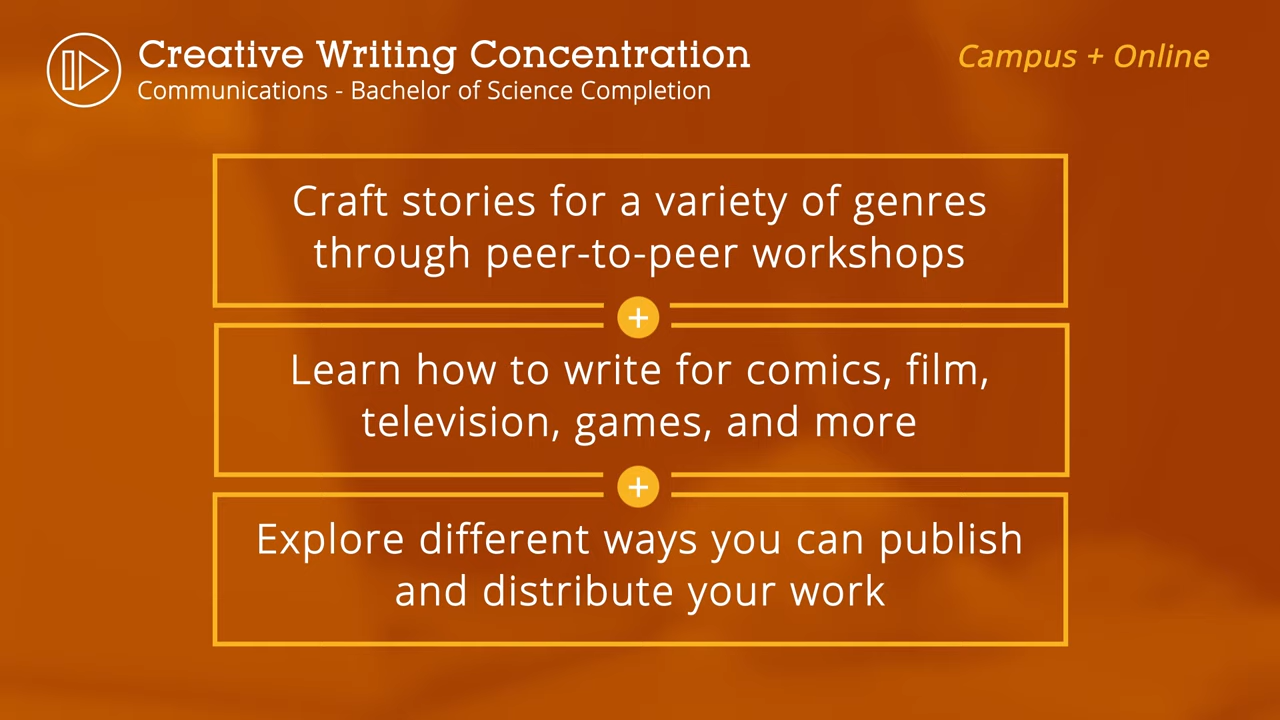 Creative Writing Concentration
Communications - Bachelor of Science Completion
Campus + Online
Craft stories for a variety of genres
through peer-to-peer workshops
+
Learn how to write for comics, film,
television, games, and more
+
Explore different ways you can publish
and distribute your work